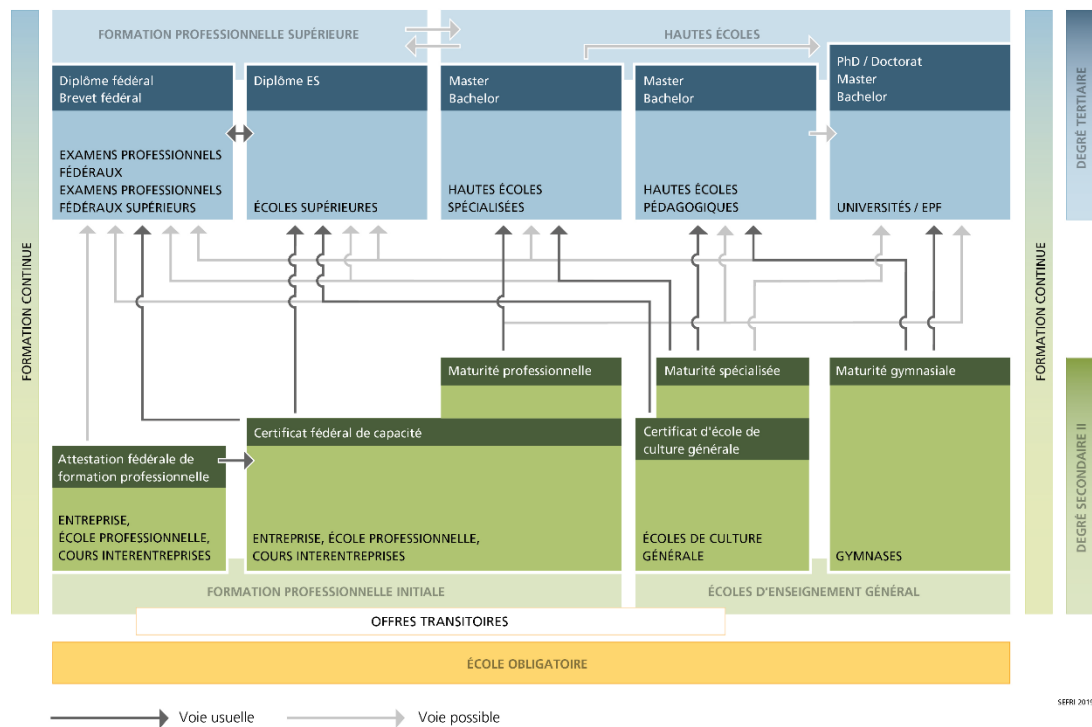 FORMATION CONTINUE
FORMATION PROFESSIONNELLE SUPÉRIEURE
HAUTES ÉCOLES
Diplôme fédéral
Brevet fédéral
EXAMENS PROFESSIONNELS
FÉDÉRAUX
EXAMENS PROFESSIONNELS
FÉDÉRAUX SUPÉRIEURS
Diplôme ES
ÉCOLES SUPÉRIEURES
Master
Bachelor
HAUTES ÉCOLES
SPÉCIALISÉES
Master
Bachelor
HAUTES ÉCOLES
PÉDAGOGIQUES
PhD / Doctorat
Master
Bachelor
UNIVERSITÉS / EPF
FORMATION CONTINUE
DEGRÉ TERTIAIRE
Attestation fédérale de
formation professionnelle
ENTREPRISE,
ÉCOLE PROFESSIONNELLE,
COURS INTERENTREPRISES
Maturité professionnelle
Certificat fédéral de capacité
ENTREPRISE, ÉCOLE PROFESSIONNELLE,
COURS INTERENTREPRISES
Maturité spécialisée
Certificat d'école de
culture générale
ÉCOLES DE CULTURE
GÉNÉRALE
Maturité gymnasiale
GYMNASES
DEGRÉ SECONDAIRE II
FORMATION PROFESSIONNELLE INITIALE
ÉCOLES D'ENSEIGNEMENT GÉNÉRAL
OFFRES TRANSITOIRES
ÉCOLE OBLIGATOIRE
Voie usuelle
Voie possible
SEFRI 2019